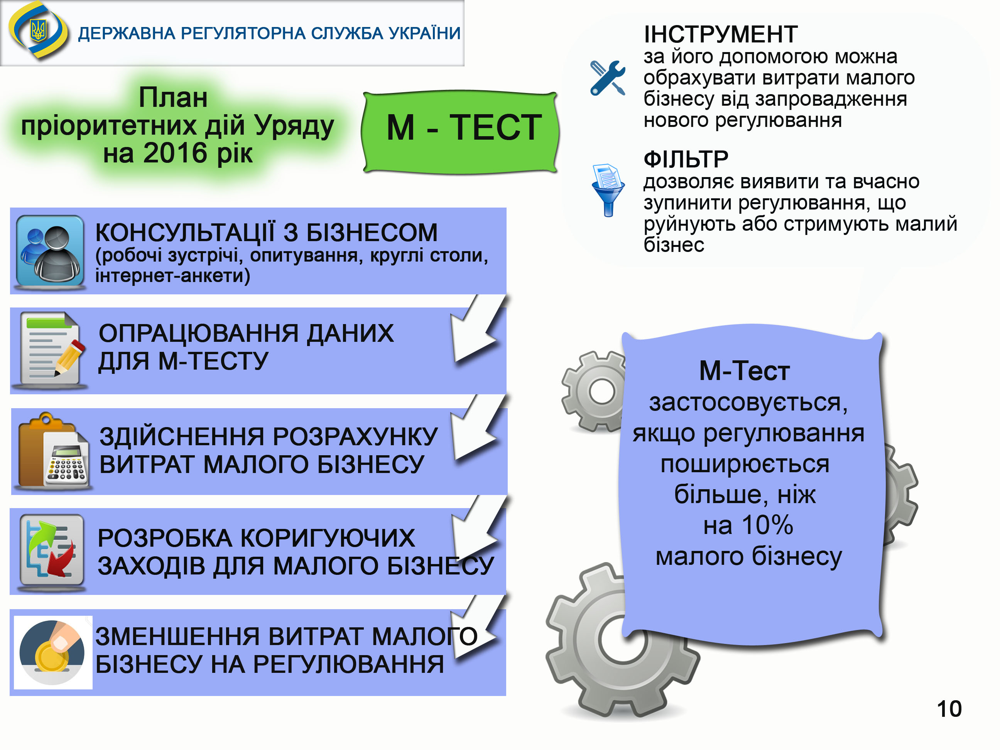 ДЕРЖАВНА РЕГУЛЯТОРНА СЛУЖБА УКРАЇНИ
План
пріоритетних дій Уряду
на 2016 рік
М - ТЕСТ
ІНСТРУМЕНТ
за його допомогою можна
обрахувати витрати малого
бізнесу від запровадження
нового регулювання
ФІЛЬТР
дозволяє виявити та вчасно
зупинити регулювання, що
руйнують або стримують малий
бізнес
КОНСУЛЬТАЦІЇ З БІЗНЕСОМ
(робочі зустрічі, опитування, круглі столи,
інтернет-анкети)
ОПРАЦЮВАННЯ ДАНИХ
ДЛЯ М-ТЕСТУ
ЗДІЙСНЕННЯ РОЗРАХУНКУ
ВИТРАТ МАЛОГО БІЗНЕСУ
РОЗРОБКА КОРИГУЮЧИХ
ЗАХОДІВ ДЛЯ МАЛОГО БІЗНЕСУ
ЗМЕНШЕННЯ ВИТРАТ МАЛОГО
БІЗНЕСУ НА РЕГУЛЮВАННЯ
М-Тест
застосовується,
якщо регулювання
поширюється
більше, ніж
на 10%
малого бізнесу
10